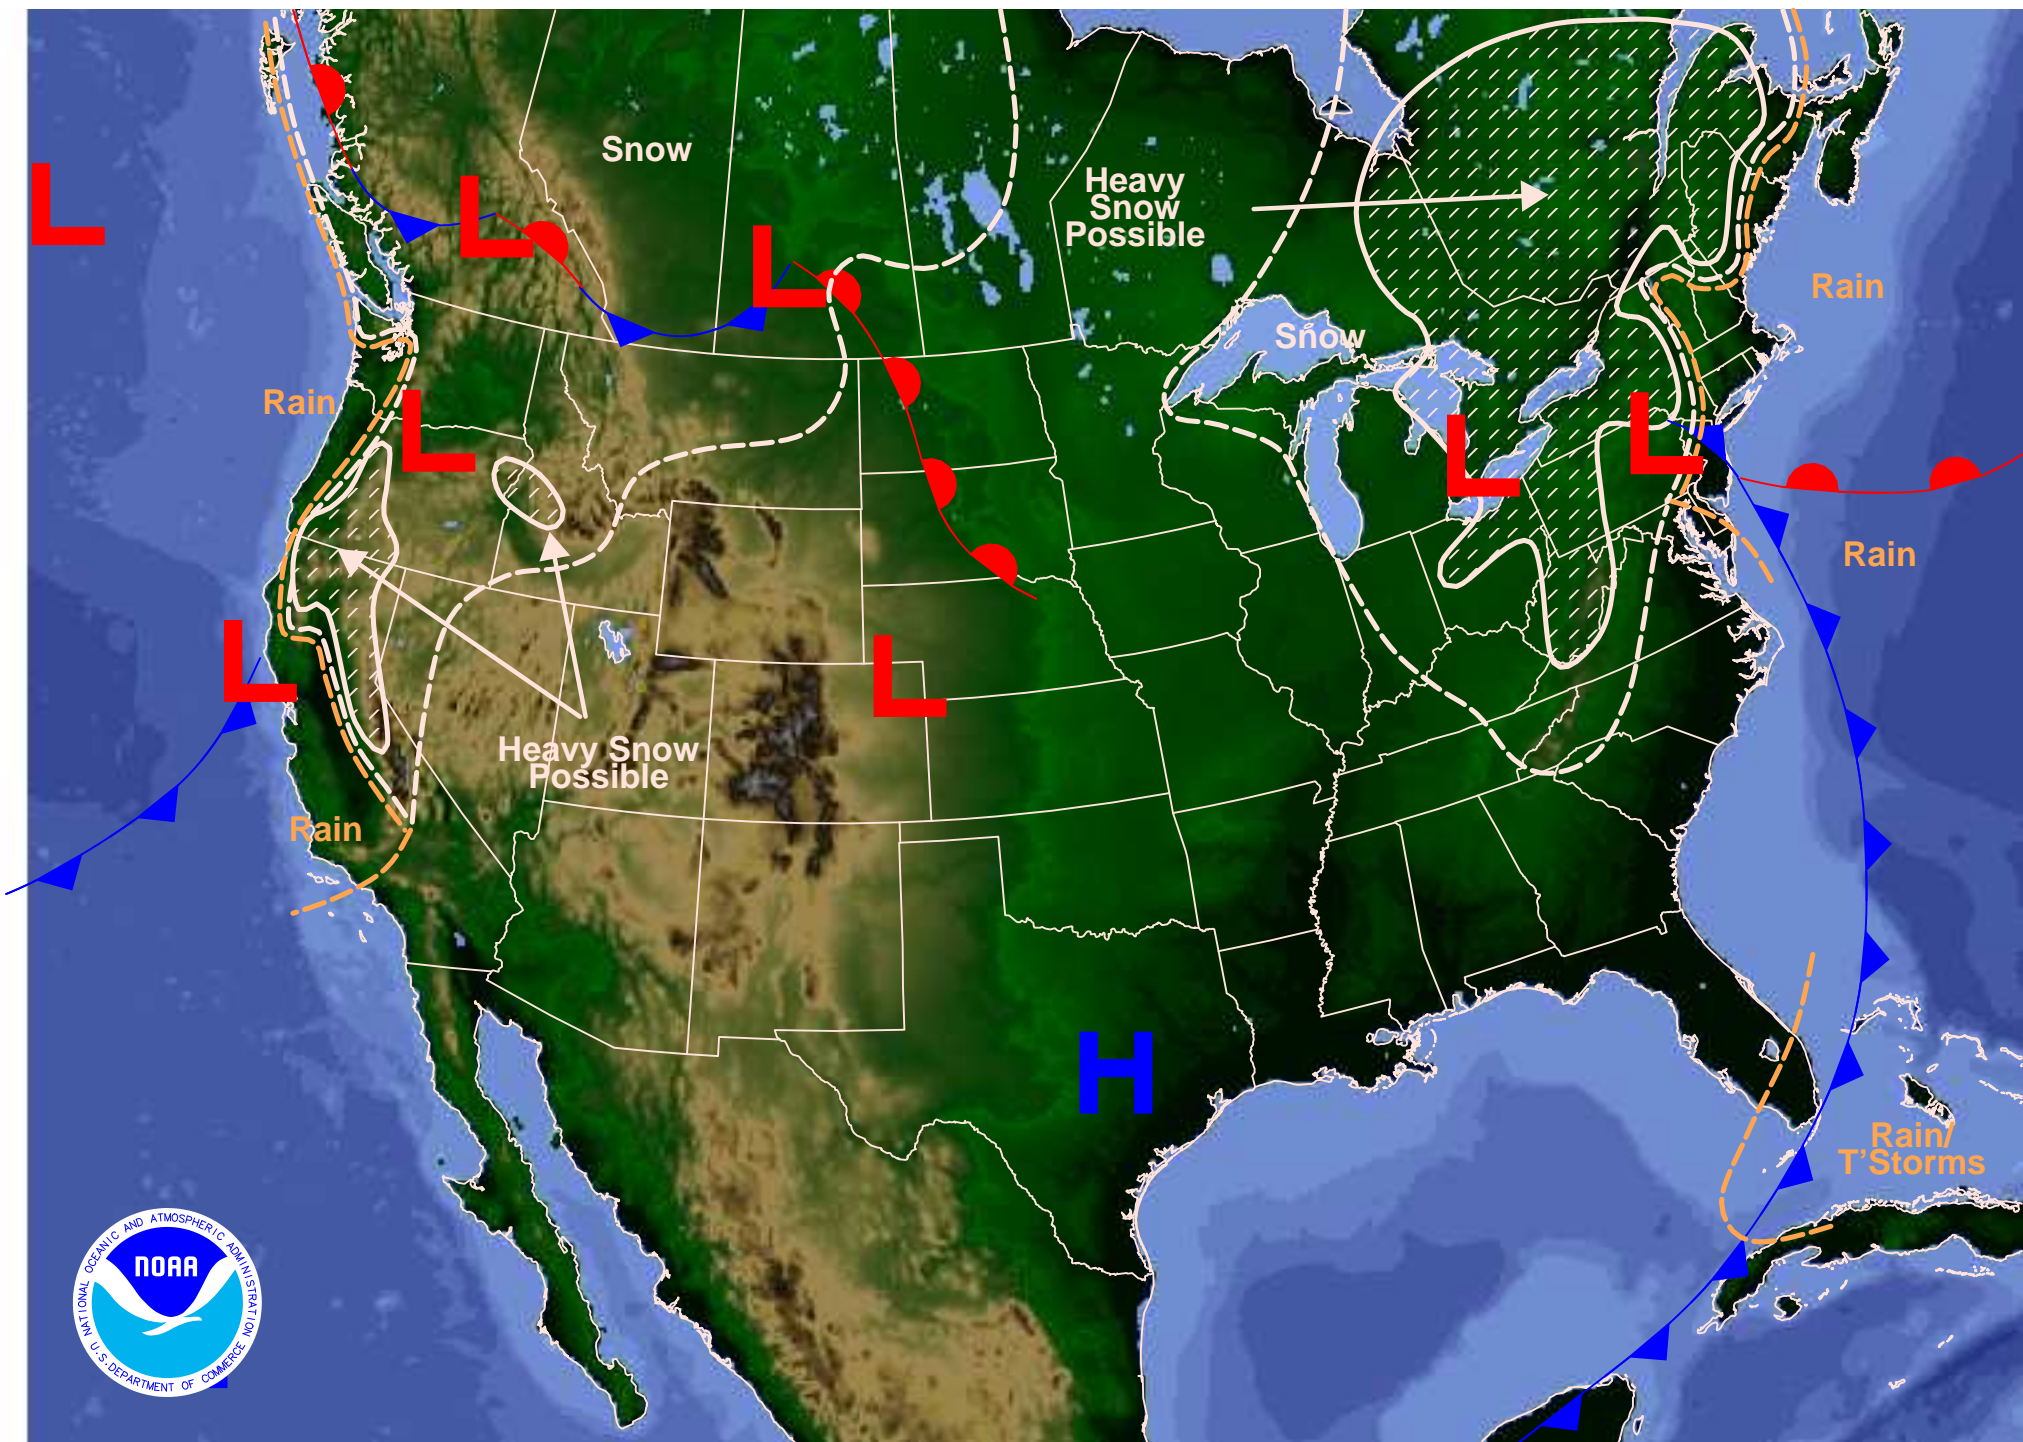 Snow
L
L
Heavy
Snow
Possible
L
Rain
Snow
Rain
L
L
L
Rain
L
L
Heavy Snow
Possible
Rain
H
Rain/
T'Storms
NATIONAL OCEANIC AND ATMOSPHERIC ADMINISTRATION
NOAA
U.S. DEPARTMENT OF COMMERCE